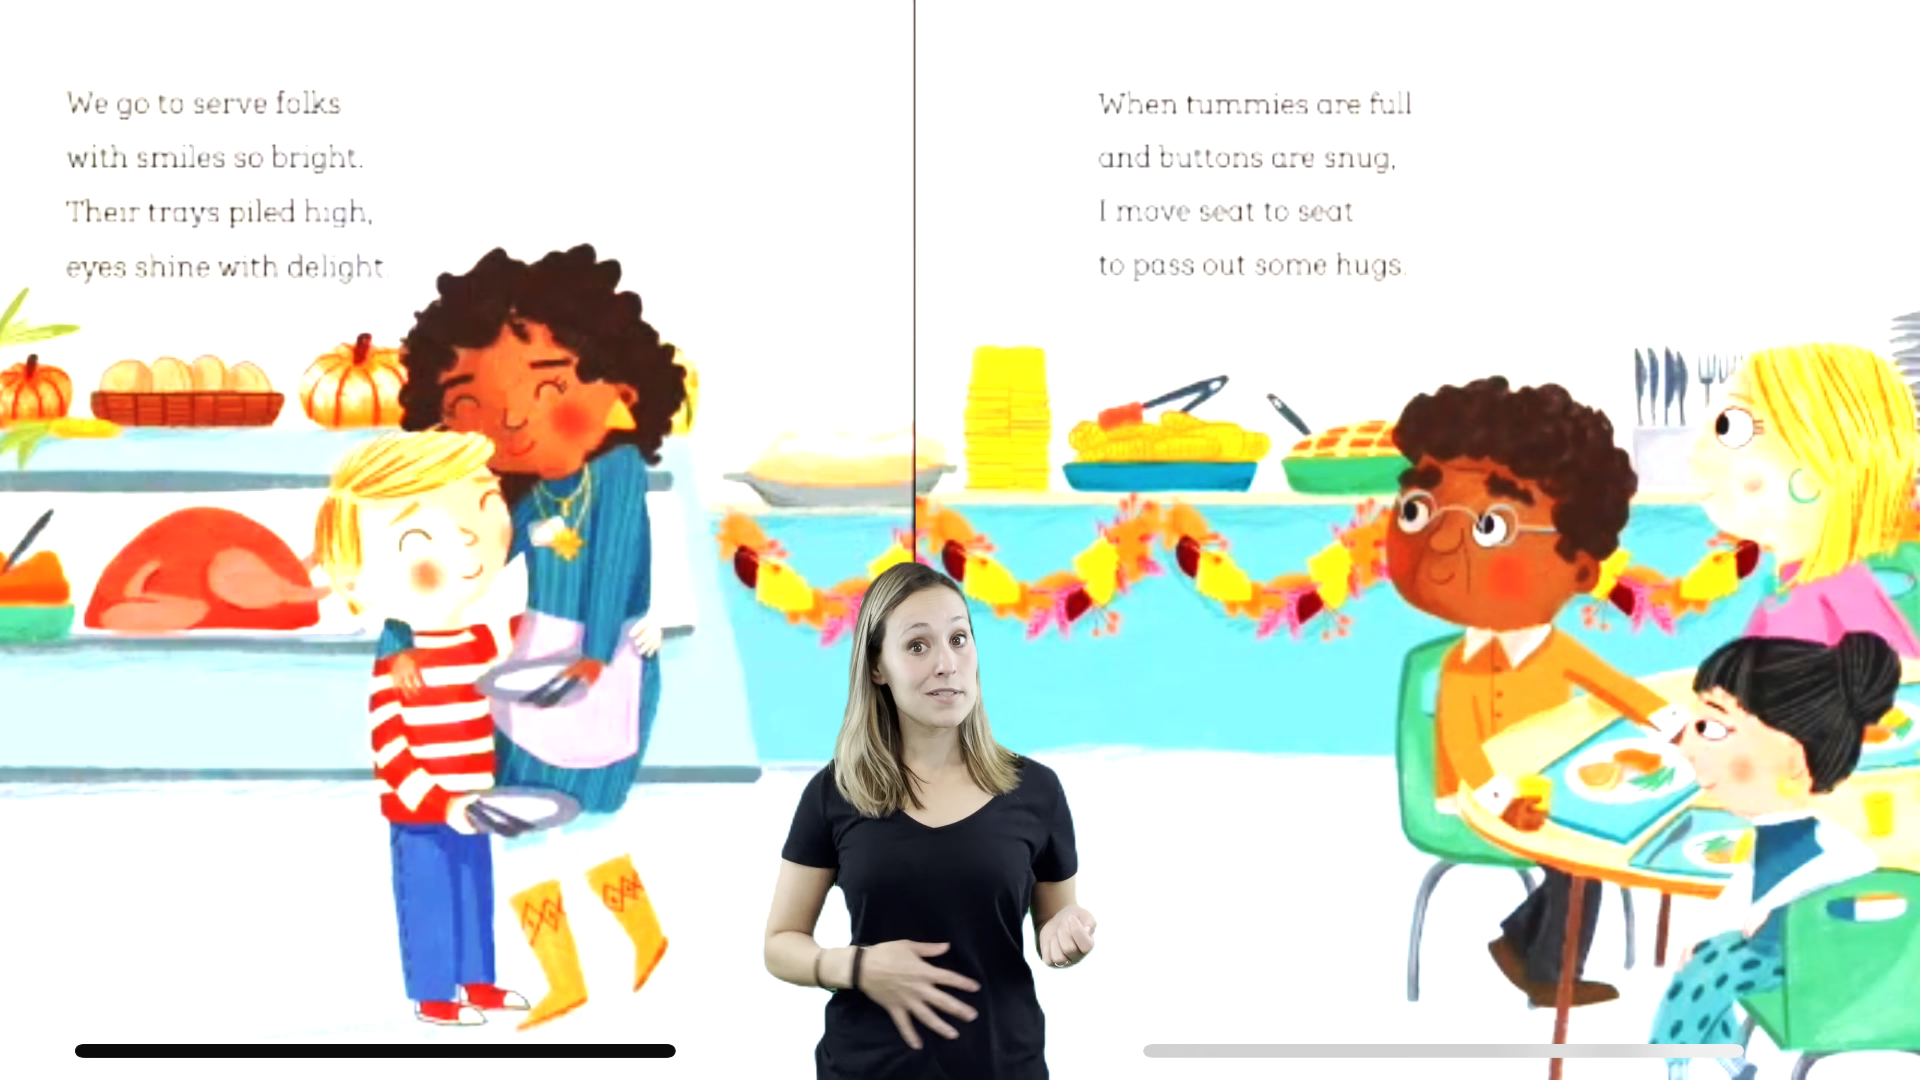 We go to serve folks
with smiles so bright.
Their trays piled high,
eyes shine with delight.
When tummies are full
and buttons are snug,
I move seat to seat
to pass out some hugs.